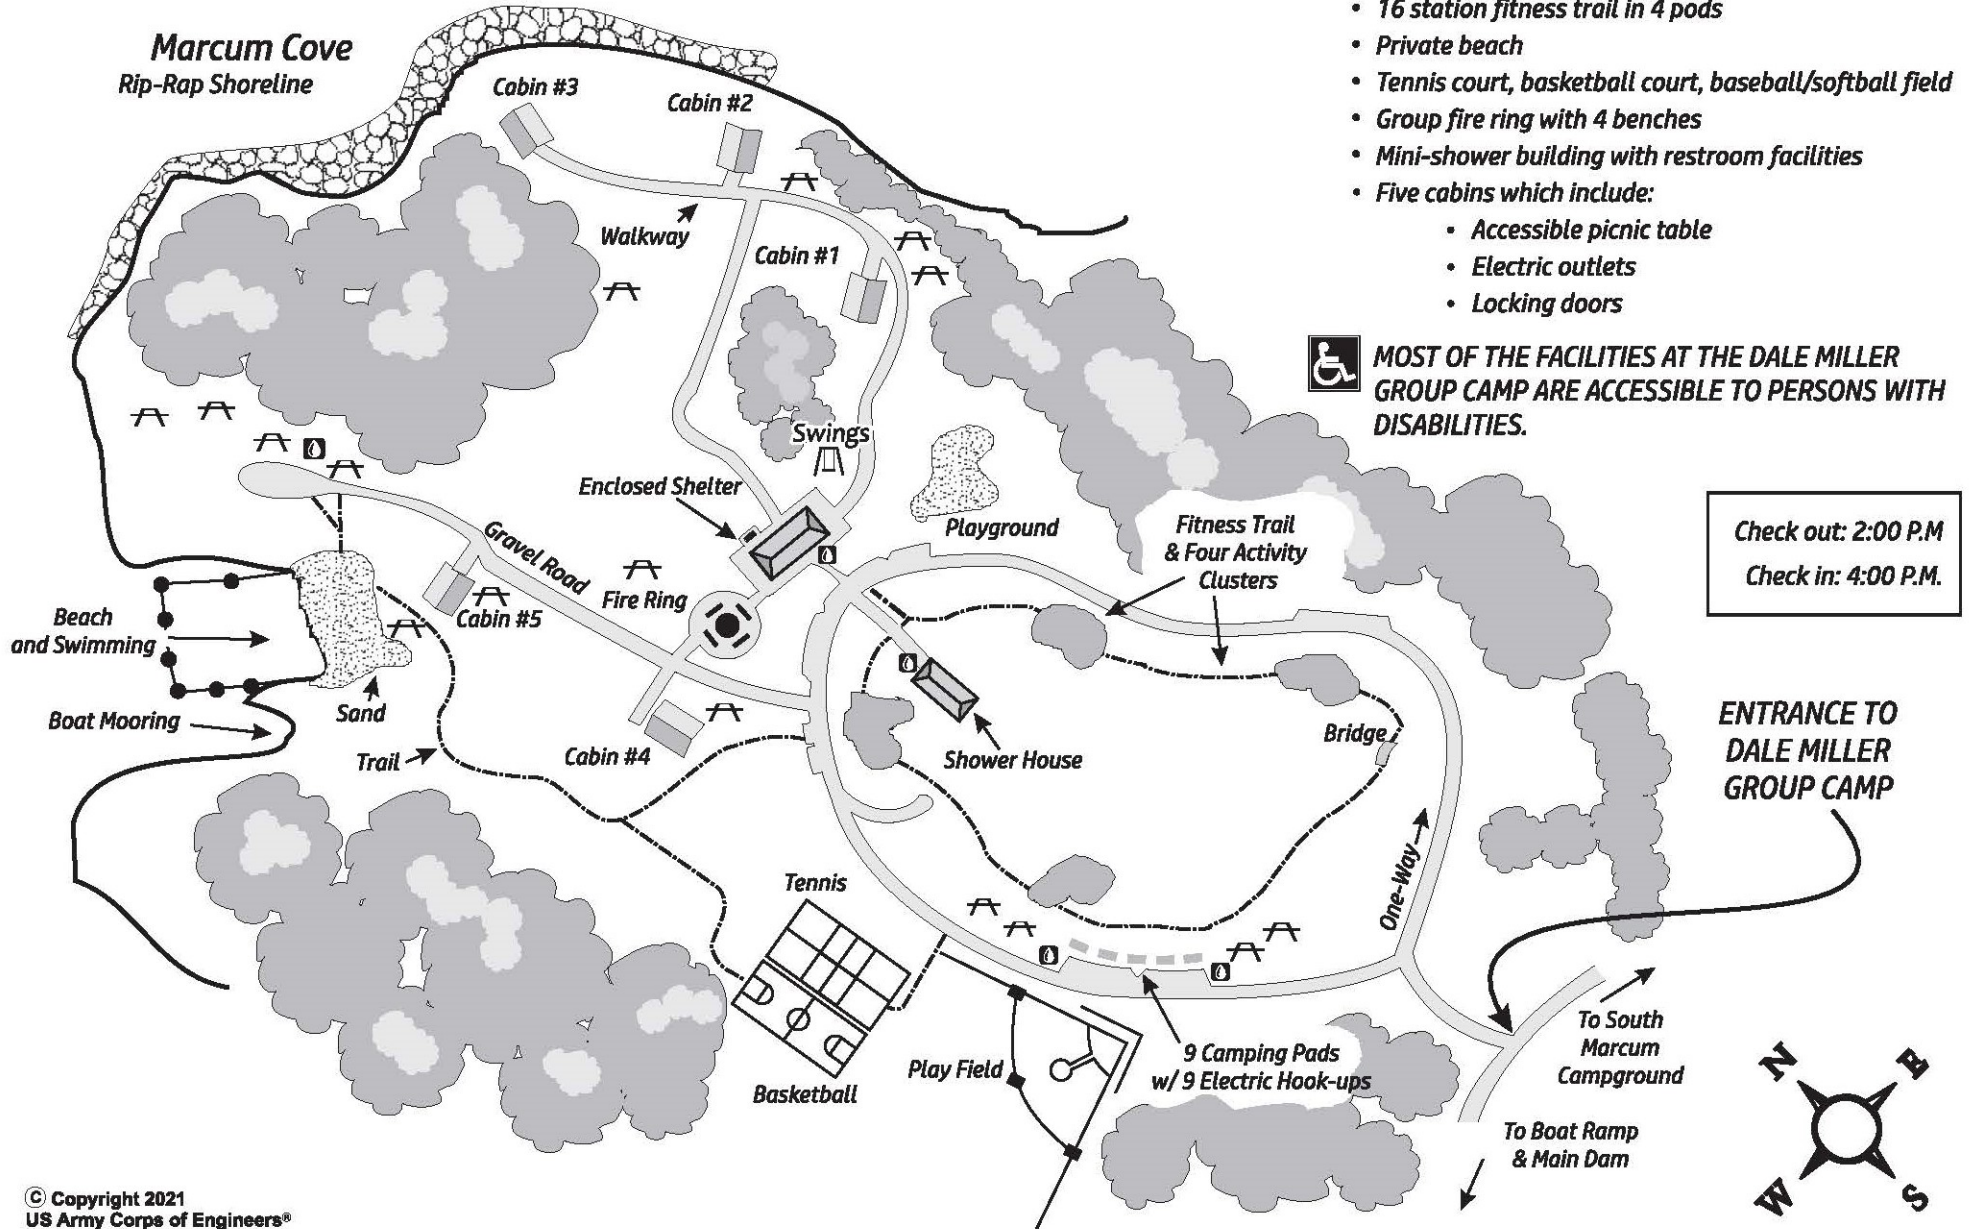 • 16 station fitness trail in 4 pods
• Private beach
• Tennis court, basketball court, baseball/softball field
• Group fire ring with 4 benches
• Mini-shower building with restroom facilities
• Five cabins which include:
• Accessible picnic table
• Electric outlets
• Locking doors
MOST OF THE FACILITIES AT THE DALE MILLER
GROUP CAMP ARE ACCESSIBLE TO PERSONS WITH
DISABILITIES.
Marcum Cove
Rip-Rap Shoreline
Cabin #3
Cabin #2
Walkway
Cabin #1
Swings
Enclosed Shelter
Playground
Fitness Trail
& Four Activity
Clusters
Check out: 2:00 P.M
Check in: 4:00 P.M.
Gravel Road
Fire Ring
Cabin #5
Beach
and Swimming
Sand
Boat Mooring
Trail
Cabin #4
Shower House
Bridge
ENTRANCE TO
DALE MILLER
GROUP CAMP
One-Way
Tennis
Basketball
Play Field
9 Camping Pads
w/ 9 Electric Hook-ups
To South
Marcum
Campground
To Boat Ramp
& Main Dam
N
E
W
S
© Copyright 2021
US Army Corps of Engineers®